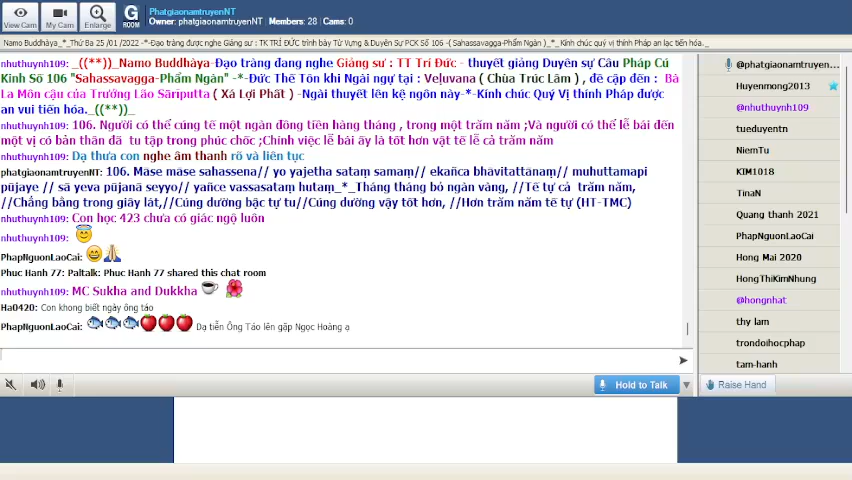 View Cam
My Cam
Enlarge
G
ROOM
PhatgiaonamtruyenNT
Owner: phatgiaonamtruyenNT | Members: 28 | Cams: 0
Namo Buddhàya_*_Thứ Ba 25 /01 /2022 -*-Đạo tràng được nghe Giảng sư : TK TRÍ ĐỨC trình bày Từ Vựng & Duyên Sự PCK Số 106 -( Sahassavagga-Phẩm Ngàn )_*_ Kính chúc quý vị thính Pháp an lạc tiến hóa._
nhuthuynh109: _((**))_Namo Buddhàya-Đạo tràng đang nghe Giảng sư : TT Trí Đức - thuyết giảng Duyên sự Câu Pháp Cú
Kinh Số 106 "Sahassavagga-Phẩm Ngàn" -*-Đức Thế Tôn khi Ngài ngự tại : Veḷuvana ( Chùa Trúc Lâm ) , đề cập đến : Bà
La Môn cậu của Trưởng Lão Sāriputta ( Xá Lợi Phất ) -Ngài thuyết lên kệ ngôn này-*-Kính chúc Quý Vị thính Pháp được
an vui tiến hóa._((**))_
nhuthuynh109: 106. Người có thể cúng tế một ngàn đồng tiền hàng tháng , trong một trăm năm ;Và người có thể lễ bái đến
một vị có bản thân đã tu tập trong phúc chốc ;Chính việc lễ bái ấy là tốt hơn vật tế lễ cả trăm năm
nhuthuynh109: Dạ thưa con nghe âm thanh rõ và liên tục
phatgiaonamtruyenNT: 106. Māse māse sahassena// yo yajetha sataṃ samaṃ// ekañca bhāvitattānaṃ// muhuttamapi
pūjaye // sā yeva pūjanā seyyo// yañce vassasataṃ hutaṃ_*_Tháng tháng bỏ ngàn vàng, //Tế tự cả trăm năm,
//Chẳng bằng trong giây lát,//Cúng dường bậc tự tu//Cúng dường vậy tốt hơn, //Hơn trăm năm tế tự (HT-TMC)
nhuthuynh109: Con học 423 chưa có giác ngộ luôn
nhuthuynh109:
PhapNguonLaoCai:
Phuc Hanh 77: Paltalk: Phuc Hanh 77 shared this chat room
nhuthuynh109: MC Sukha and Dukkha
Ha0420: Con khong biết ngày ông táo
PhapNguonLaoCai: Dạ tiễn Ông Táo lên gặp Ngọc Hoàng ạ
Hold to Talk
@phatgiaonamtruyen...
Huyenmong2013
@nhuthuynh109
tueduyentn
NiemTu
KIM1018
TinaN
Quang thanh 2021
PhapNguonLaoCai
Hong Mai 2020
HongThiKimNhung
@hongnhat
thy lam
trondoihocphap
tam-hanh
Raise Hand